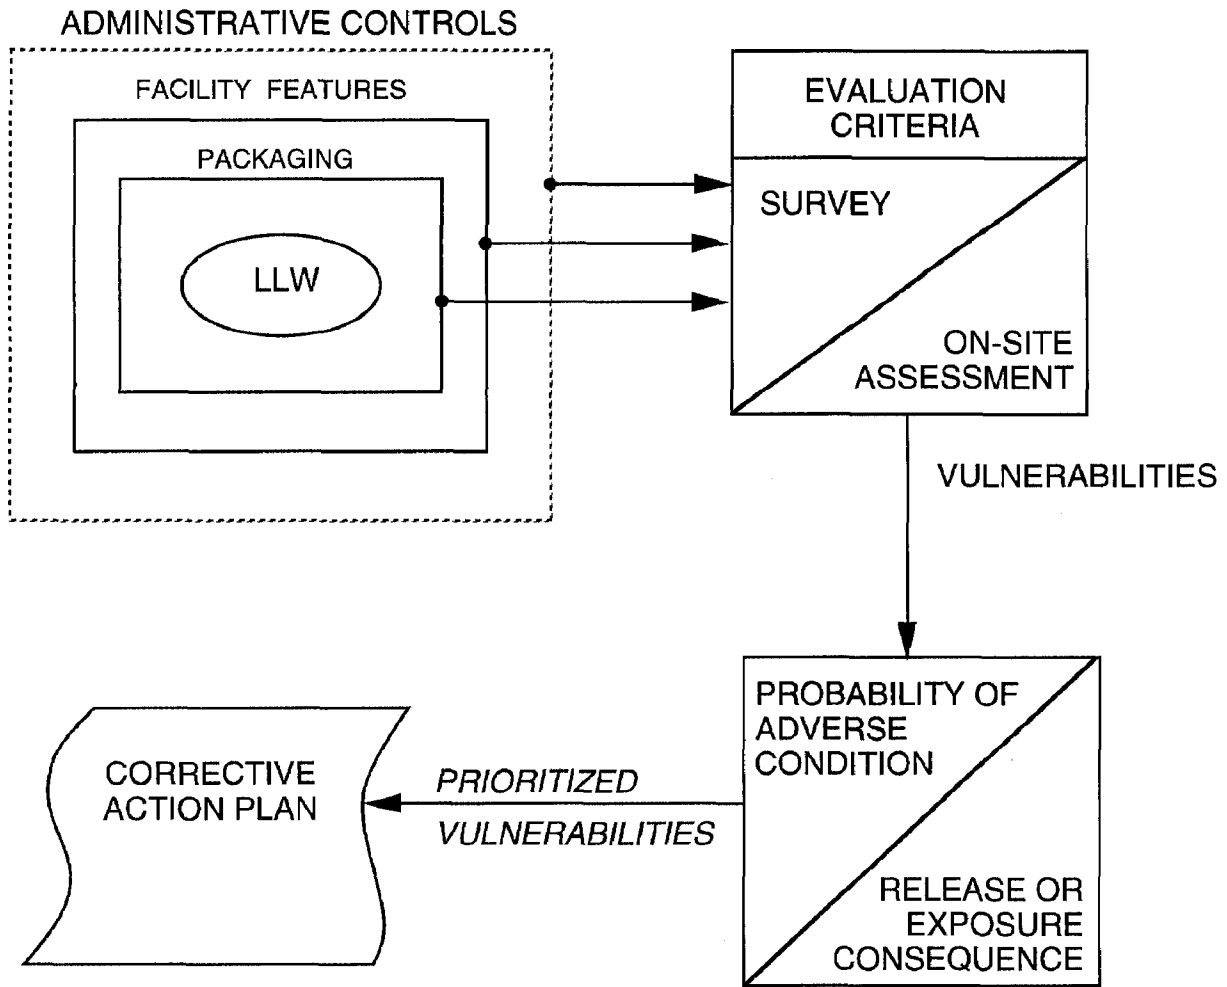 ADMINISTRATIVE CONTROLS
FACILITY FEATURES
PACKAGING
LLW
EVALUATION
CRITERIA
SURVEY
ON-SITE
ASSESSMENT
VULNERABILITIES
PROBABILITY OF
ADVERSE
CONDITION
RELEASE OR
EXPOSURE
CONSEQUENCE
PRIORITIZED
VULNERABILITIES
CORRECTIVE
ACTION PLAN